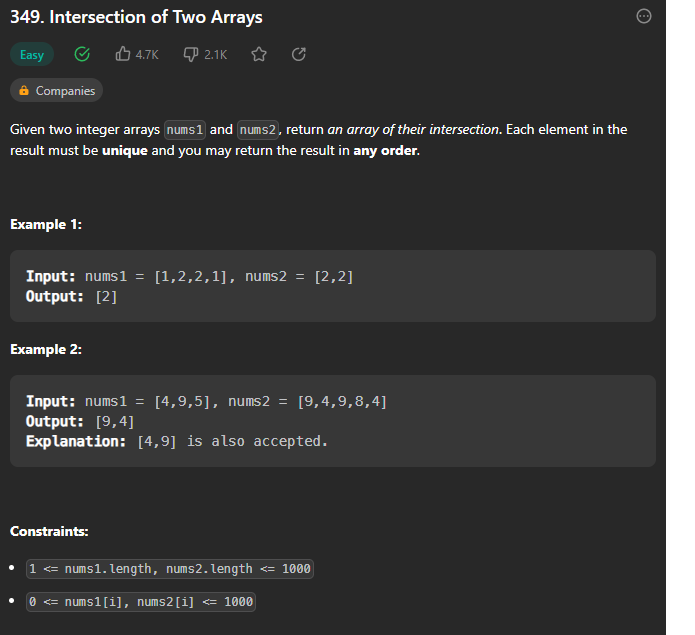 349. Intersection of Two Arrays
Easy 4.7K 2.1K
Companies
Given two integer arrays nums1 and nums2, return an array of their intersection. Each element in the
result must be unique and you may return the result in any order.
Example 1:
Input: nums1 = [1,2,2,1], nums2 = [2,2]
Output: [2]
Example 2:
Input: nums1 = [4,9,5], nums2 = [9,4,9,8,4]
Output: [9,4]
Explanation: [4,9] is also accepted.
Constraints:
• 1 <= nums1.length, nums2.length <= 1000
• 0 <= nums1[i], nums2[i] <= 1000